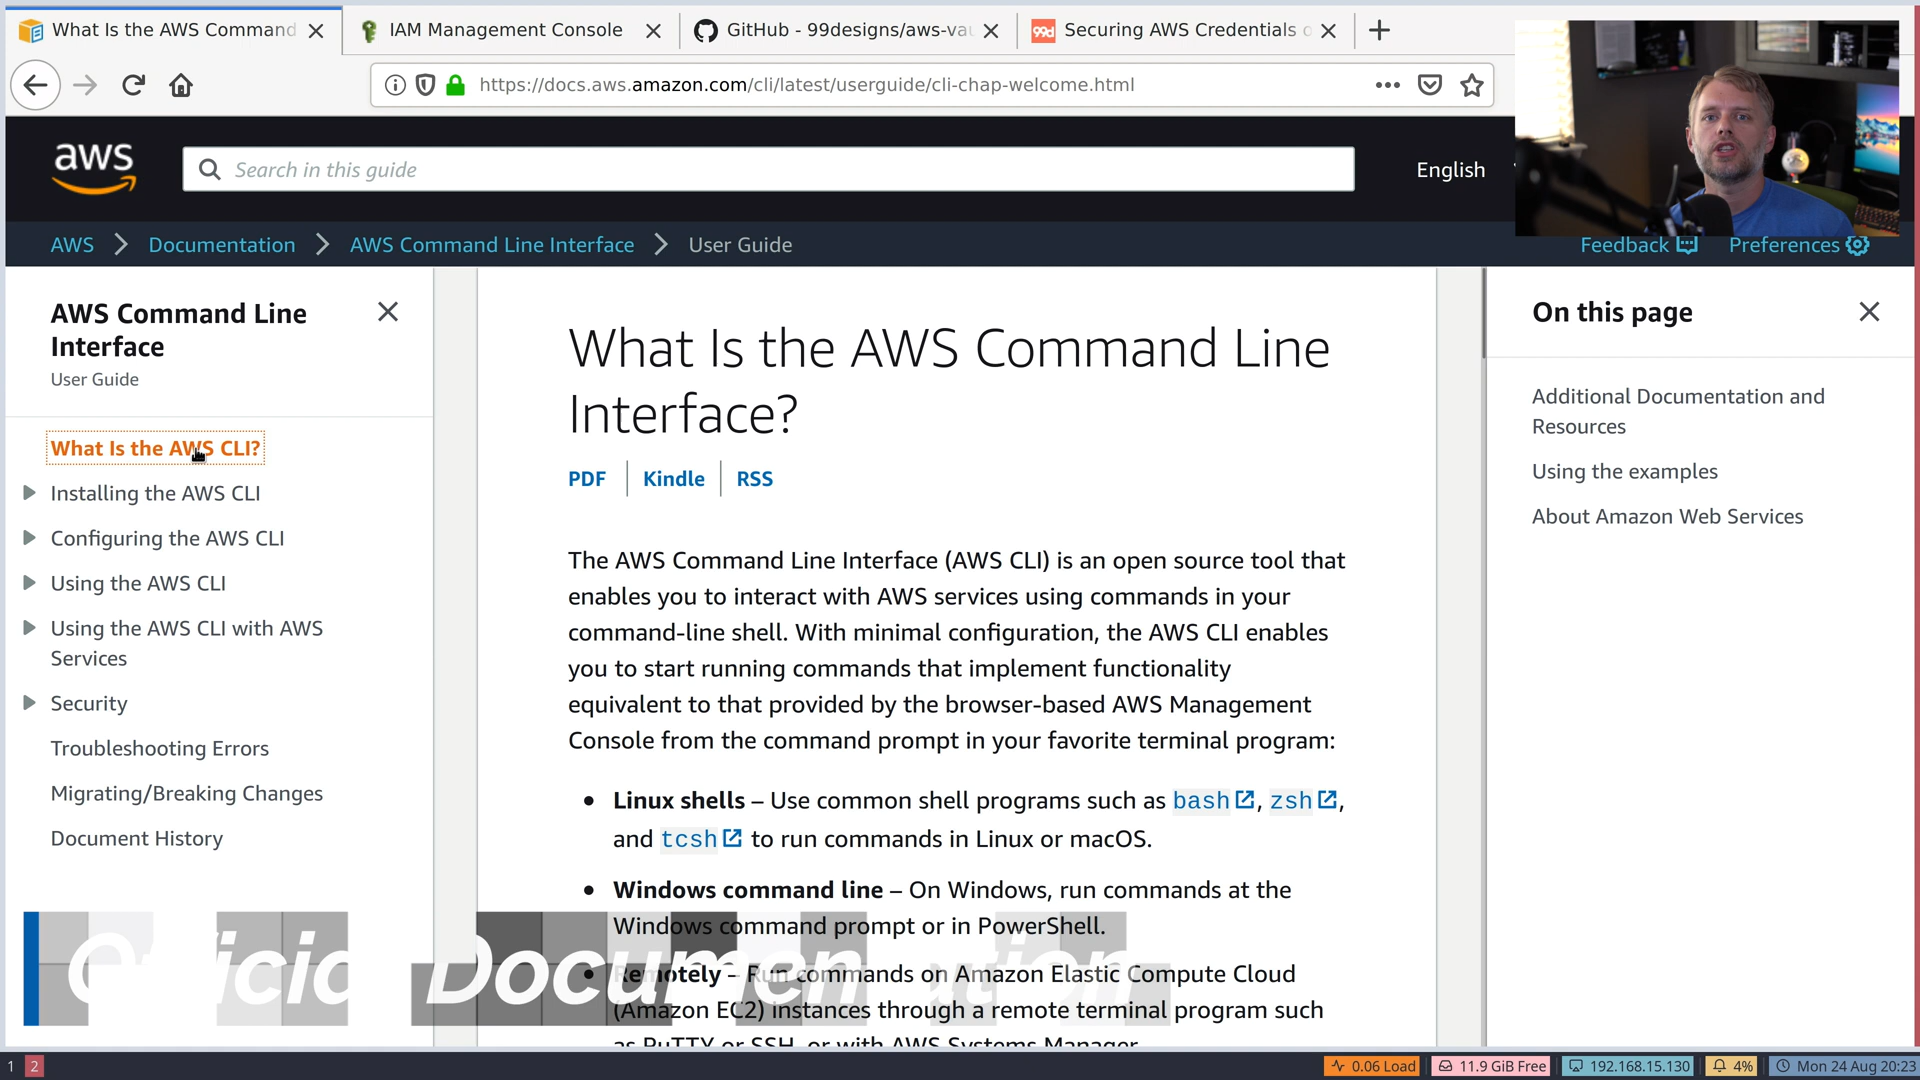 What Is the AWS Command
IAM Management Console
GitHub - 99designs/aws-vau
99d Securing AWS Credentials o
https://docs.aws.amazon.com/cli/latest/userguide/cli-chap-welcome.html
aws
Search in this guide
English
AWS > Documentation > AWS Command Line Interface > User Guide
Feedback
Preferences
AWS Command Line
Interface
User Guide
What Is the AWS CLI?
Installing the AWS CLI
Configuring the AWS CLI
Using the AWS CLI
Using the AWS CLI with AWS
Services
Security
Troubleshooting Errors
Migrating/Breaking Changes
Document History
What Is the AWS Command Line
Interface?
PDF | Kindle | RSS
The AWS Command Line Interface (AWS CLI) is an open source tool that
enables you to interact with AWS services using commands in your
command-line shell. With minimal configuration, the AWS CLI enables
you to start running commands that implement functionality
equivalent to that provided by the browser-based AWS Management
Console from the command prompt in your favorite terminal program:
• Linux shells – Use common shell programs such as bash, zsh,
and tcsh to run commands in Linux or macOS.
• Windows command line – On Windows, run commands at the
Windows command prompt or in PowerShell.
• Remotely – Run commands on Amazon Elastic Compute Cloud
(Amazon EC2) instances through a remote terminal program such
as PuTTY or SSH, or with AWS Systems Manager.
On this page
Additional Documentation and
Resources
Using the examples
About Amazon Web Services
Official Documentation
1 2
0.06 Load
11.9 GiB Free
192.168.15.130
4%
Mon 24 Aug 20:23